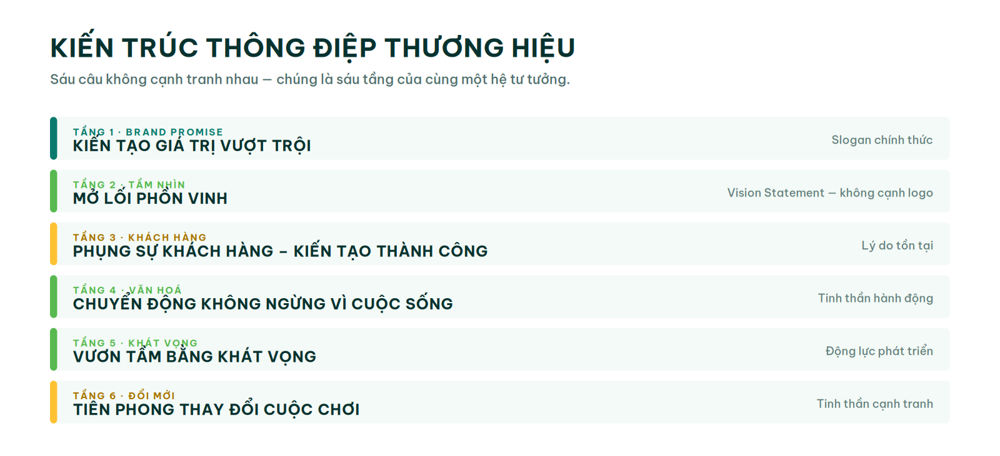 KIẾN TRÚC THÔNG ĐIỆP THƯƠNG HIỆU
Sáu câu không cạnh tranh nhau — chúng là sáu tầng của cùng một hệ tư tưởng.
TẦNG 1 · BRAND PROMISE
KIẾN TẠO GIÁ TRỊ VƯỢT TRỘI
Slogan chính thức
TẦNG 2 · TẦM NHÌN
MỞ LỐI PHỒN VINH
Vision Statement — không cạnh logo
TẦNG 3 · KHÁCH HÀNG
PHỤNG SỰ KHÁCH HÀNG – KIẾN TẠO THÀNH CÔNG
Lý do tồn tại
TẦNG 4 · VĂN HOÁ
CHUYỂN ĐỘNG KHÔNG NGỪNG VÌ CUỘC SỐNG
Tinh thần hành động
TẦNG 5 · KHÁT VỌNG
VƯƠN TẦM BẰNG KHÁT VỌNG
Động lực phát triển
TẦNG 6 · ĐỔI MỚI
TIÊN PHONG THAY ĐỔI CUỘC CHƠI
Tinh thần cạnh tranh